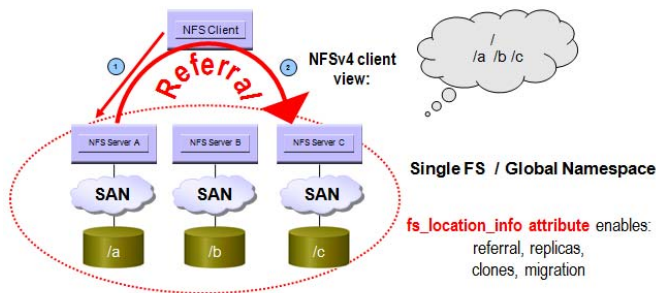 NFS Client
1
2
Referral
NFSv4 client
view:
/
/a /b /c
NFS Server A
NFS Server B
NFS Server C
SAN
SAN
SAN
/a
/b
/c
Single FS / Global Namespace
fs_location_info attribute enables:
referral, replicas,
clones, migration